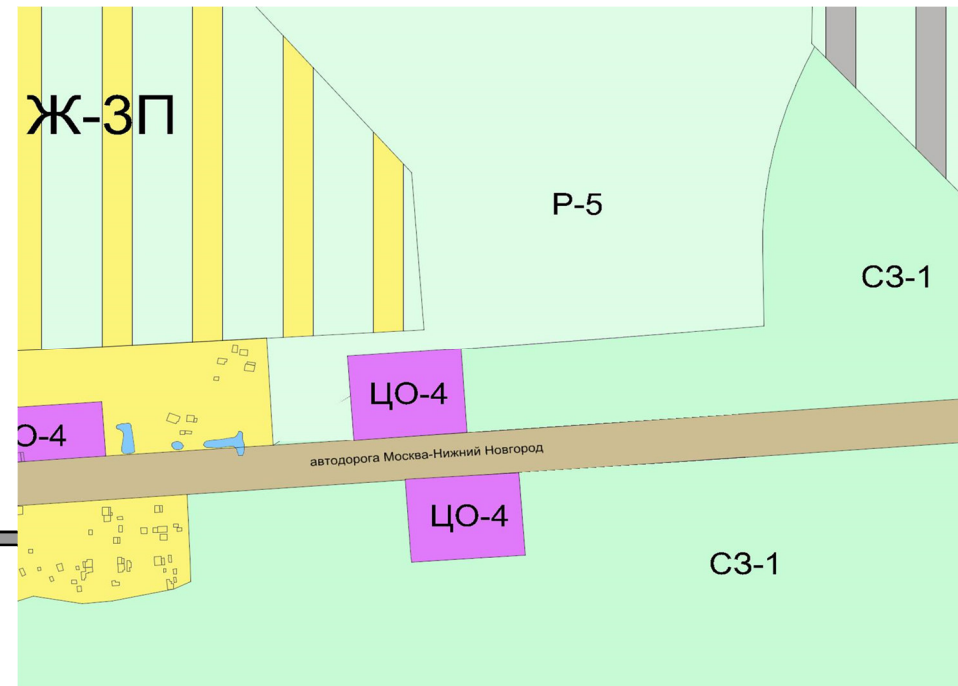 Ж-3П
Р-5
СЗ-1
ЦО-4
О-4
автодорога Москва-Нижний Новгород
ЦО-4
СЗ-1